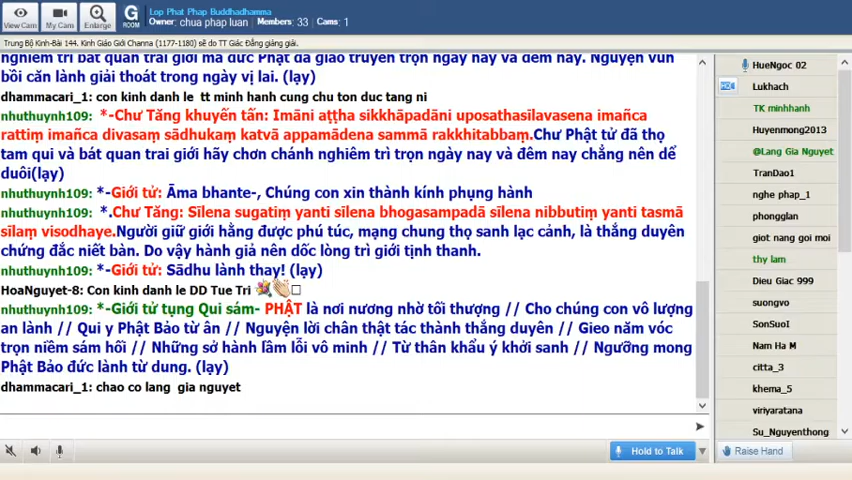 Lop Phat Phap Buddhadhamma
Owner: chua phap luan   Members: 33   Cams: 1
View Cam
My Cam
Enlarge
G
ROOM
Trung Bộ Kinh-Bài 144. Kinh Giáo Giới Channa (1177-1180) sẽ do TT Giác Đẳng giảng giải.
nghiêm trì bát quan trai giới mà đức Phật đã giáo truyền trọn ngày nay và đêm nay. Nguyện vun
bồi căn lành giải thoát trong ngày vị lai. (lạy)
dhammacari_1: con kinh danh le  tt minh hanh cung chu ton duc tang ni
nhuthuynh109: *-Chư Tăng khuyến tấn: Imāni aṭṭha sikkhāpadāni uposathasīlavasena imañca
rattiṃ imañca divasaṃ sādhukaṃ katvā appamādena sammā rakkhitabbaṃ.Chư Phật tử đã thọ
tam qui và bát quan trai giới hãy chơn chánh nghiêm trì trọn ngày nay và đêm nay chẳng nên dể
duôi(lạy)
nhuthuynh109: *-Giới tử: Āma bhante-, Chúng con xin thành kính phụng hành
nhuthuynh109: *.Chư Tăng: Sīlena sugatiṃ yanti sīlena bhogasampadā sīlena nibbutiṃ yanti tasmā
sīlaṃ visodhaye.Người giữ giới hằng được phú túc, mạng chung thọ sanh lạc cảnh, là thắng duyên
chứng đắc niết bàn. Do vậy hành giả nên dốc lòng trì giới tịnh thanh.
nhuthuynh109: *-Giới tử: Sādhu lành thay! (lạy)
HoaNguyet-8: Con kinh danh le DD Tue Tri
nhuthuynh109: *-Giới tử tụng Qui sám- PHẬT là nơi nương nhờ tối thượng // Cho chúng con vô lượng
an lành // Qui y Phật Bảo từ ân // Nguyện lời chân thật tác thành thắng duyên // Gieo năm vóc
trọn niềm sám hối // Những sở hành lầm lỗi vô minh // Từ thân khẩu ý khởi sanh // Ngưỡng mong
Phật Bảo đức lành từ dung. (lạy)
dhammacari_1: chao co lang  gia nguyet
Hold to Talk
HueNgoc 02
Lukhach
TK minhhanh
Huyenmong2013
@Lang Gia Nguyet
TranDao1
nghe phap_1
phongglan
giot nang goi moi
thy lam
Dieu Giac 999
suongvo
SonSuoI
Nam Ha M
citta_3
khema_5
viriyaratana
Su_Nguyenthong
Raise Hand